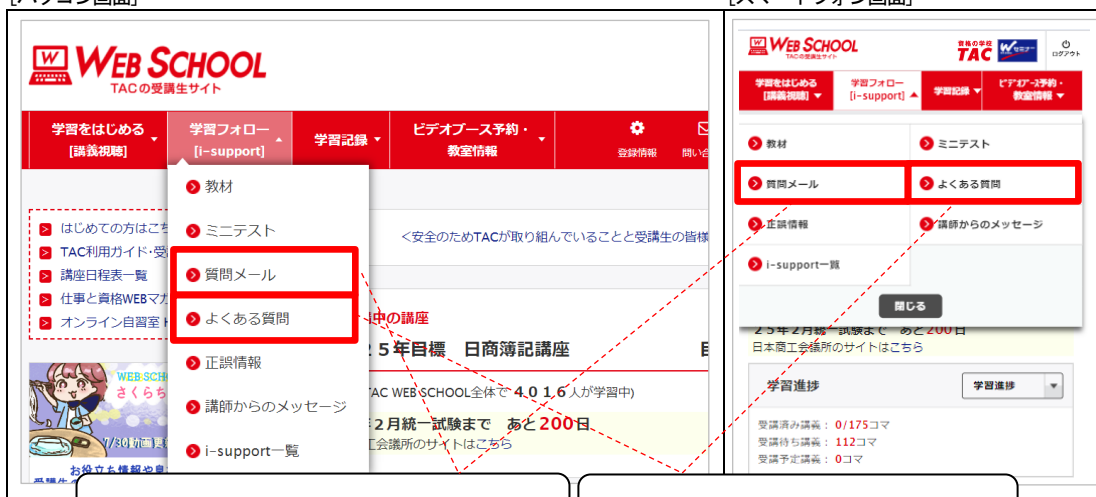 [パソコン画面]
[スマートフォン画面]
WEB SCHOOL
TACの受講生サイト
学習をはじめる
[講義視聴]
学習フォロー
[i-support]
学習記録
ビデオブース予約・
教室情報
登録情報
教材
ミニテスト
質問メール
よくある質問
正誤情報
講師からのメッセージ
i-support一覧
はじめての方はこち
TAC利用ガイド・受
講座日程表一覧
仕事と資格WEBマガ
オンライン自習室
<安全のためTACが取り組んでいることと受講生の皆様
中の講座
25年目標 日商簿記講座
TAC WEB SCHOOL全体で 4,016人が学習中)
2月統一試験まで あと200日
工会議所のサイトはこちら
WEB SCH
さくらち
7/30動画更
WEB SCHOOL
TACの受講生サイト
資格の学校
TAC
Wセミナー
ログアウト
学習をはじめる
[講義視聴]
学習フォロー
[i-support]
学習記録
ビデオブース予約・
教室情報
教材
ミニテスト
質問メール
よくある質問
正誤情報
講師からのメッセージ
i-support一覧
閉じる
25年2月統一試験まで あと200日
日本商工会議所のサイトはこちら
学習進捗
学習進捗
受講済み講義: 0/175コマ
受講待ち講義: 112コマ
受講予定講義: 0コマ